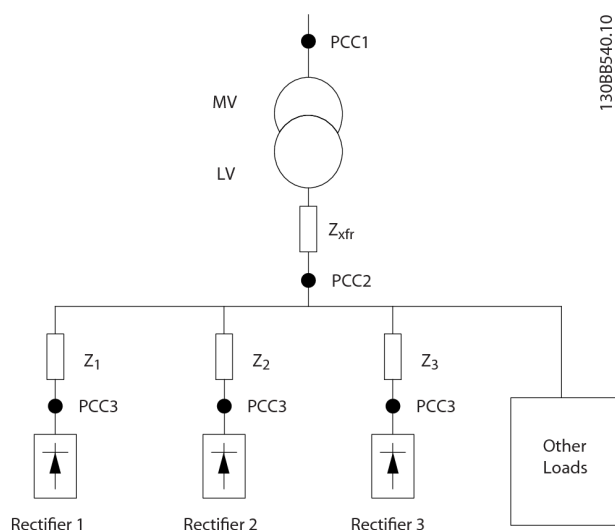 PCC1
130BB540.10
MV
LV
Zxfr
PCC2
Z1
Z2
Z3
PCC3
PCC3
PCC3
Other
Loads
Rectifier 1
Rectifier 2
Rectifier 3